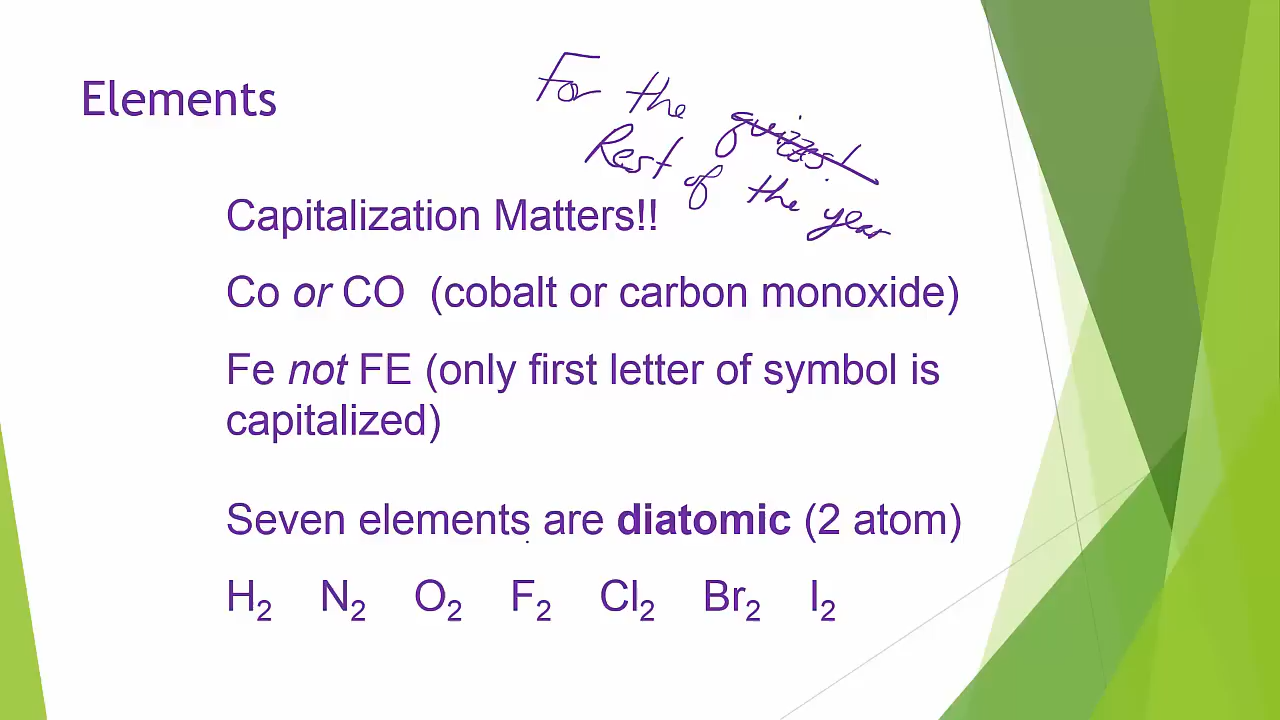 Elements
For the quizzes!
Rest of the year
Capitalization Matters!!
Co or CO (cobalt or carbon monoxide)
Fe not FE (only first letter of symbol is
capitalized)
Seven elements are diatomic (2 atom)
H₂ N₂ O₂ F₂ Cl₂ Br₂ I₂